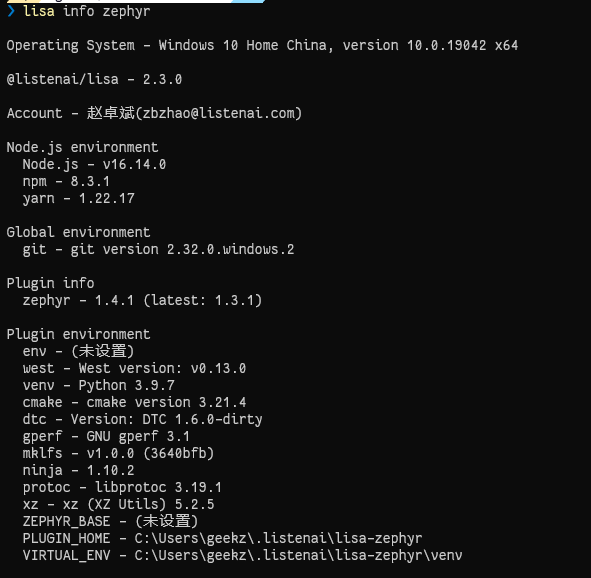 ❯ lisa info zephyr
Operating System - Windows 10 Home China, version 10.0.19042 x64
@listenai/lisa - 2.3.0
Account - 赵卓斌(zbzhao@listenai.com)
Node.js environment
Node.js - v16.14.0
npm - 8.3.1
yarn - 1.22.17
Global environment
git - git version 2.32.0.windows.2
Plugin info
zephyr - 1.4.1 (latest: 1.3.1)
Plugin environment
env - (未设置)
west - West version: v0.13.0
venv - Python 3.9.7
cmake - cmake version 3.21.4
dtc - Version: DTC 1.6.0-dirty
gperf - GNU gperf 3.1
mklfs - v1.0.0 (3640bfb)
ninja - 1.10.2
protoc - libprotoc 3.19.1
xz - xz (XZ Utils) 5.2.5
ZEPHYR_BASE - (未设置)
PLUGIN_HOME - C:\Users\geekz\.listenai\lisa-zephyr
VIRTUAL_ENV - C:\Users\geekz\.listenai\lisa-zephyr\venv